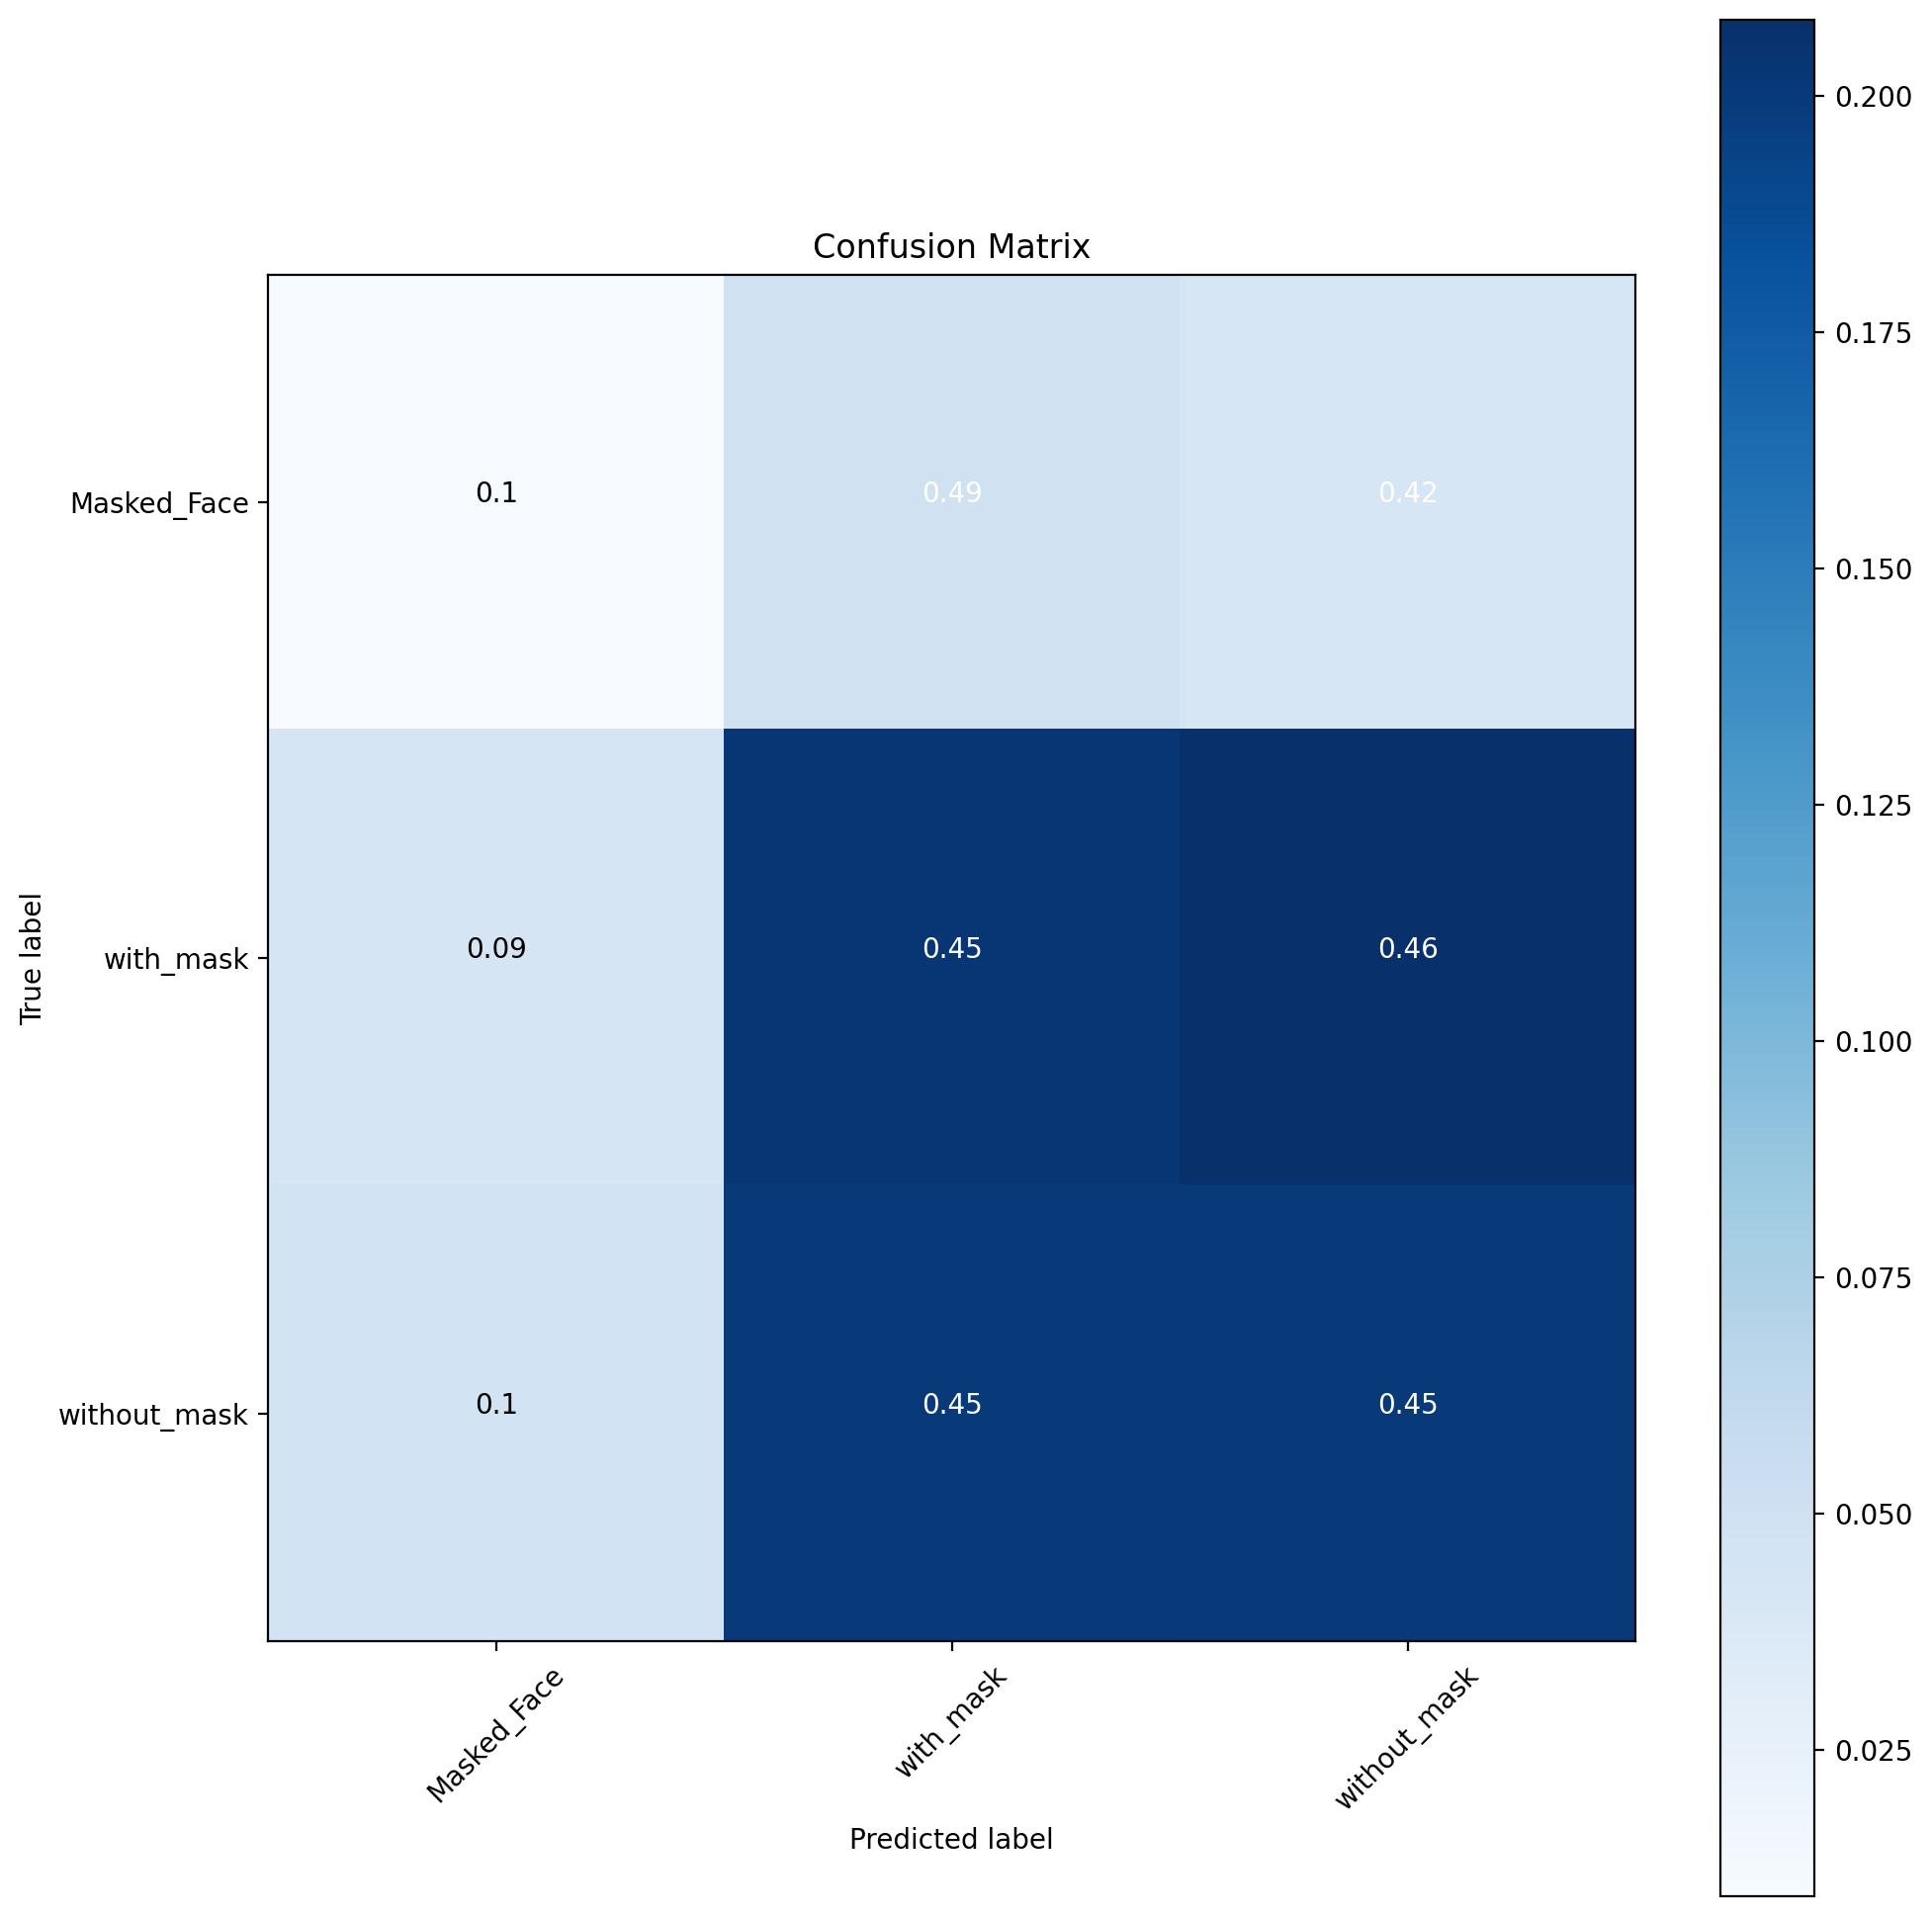 Confusion Matrix
True label
Masked_Face
0.1 0.49 0.42
with_mask
0.09 0.45 0.46
without_mask
0.1 0.45 0.45
Masked_Face
with_mask
without_mask
Predicted label
0.200
0.175
0.150
0.125
0.100
0.075
0.050
0.025